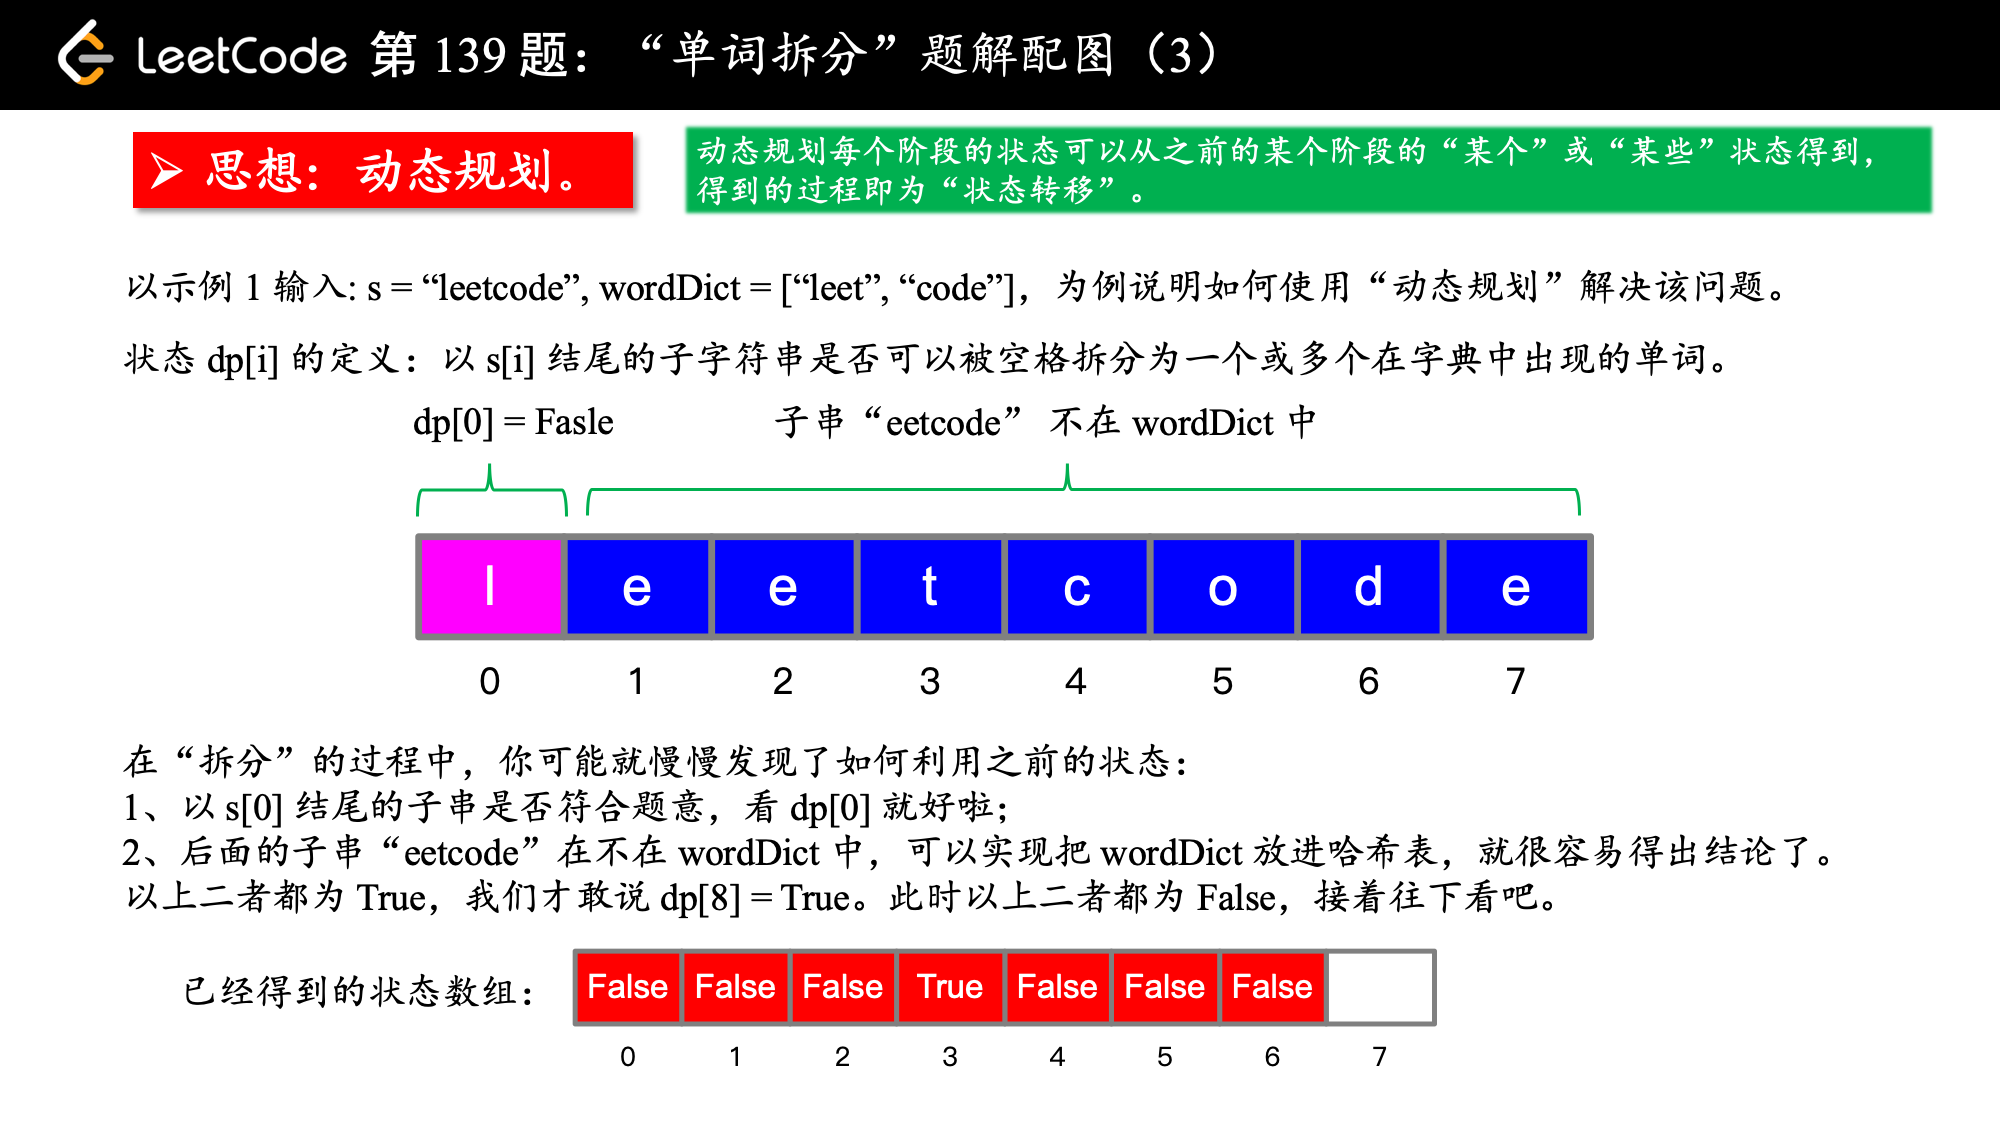 LeetCode 第 139 题：“单词拆分”题解配图（3）
➢ 思想：动态规划。
动态规划每个阶段的状态可以从之前的某个阶段的“某个”或“某些”状态得到，
得到的过程即为“状态转移”。
以示例 1 输入: s = “leetcode”, wordDict = [“leet”, “code”]，为例说明如何使用“动态规划”解决该问题。
状态 dp[i] 的定义：以 s[i] 结尾的子字符串是否可以被空格拆分为一个或多个在字典中出现的单词。
dp[0] = Fasle 子串“eetcode” 不在 wordDict 中
l e e t c o d e
0 1 2 3 4 5 6 7
在“拆分”的过程中，你可能就慢慢发现了如何利用之前的状态：
1、以 s[0] 结尾的子串是否符合题意，看 dp[0] 就好啦；
2、后面的子串“eetcode”在不在 wordDict 中，可以实现把 wordDict 放进哈希表，就很容易得出结论了。
以上二者都为 True，我们才敢说 dp[8] = True。此时以上二者都为 False，接着往下看吧。
已经得到的状态数组： False False False True False False False
0 1 2 3 4 5 6 7